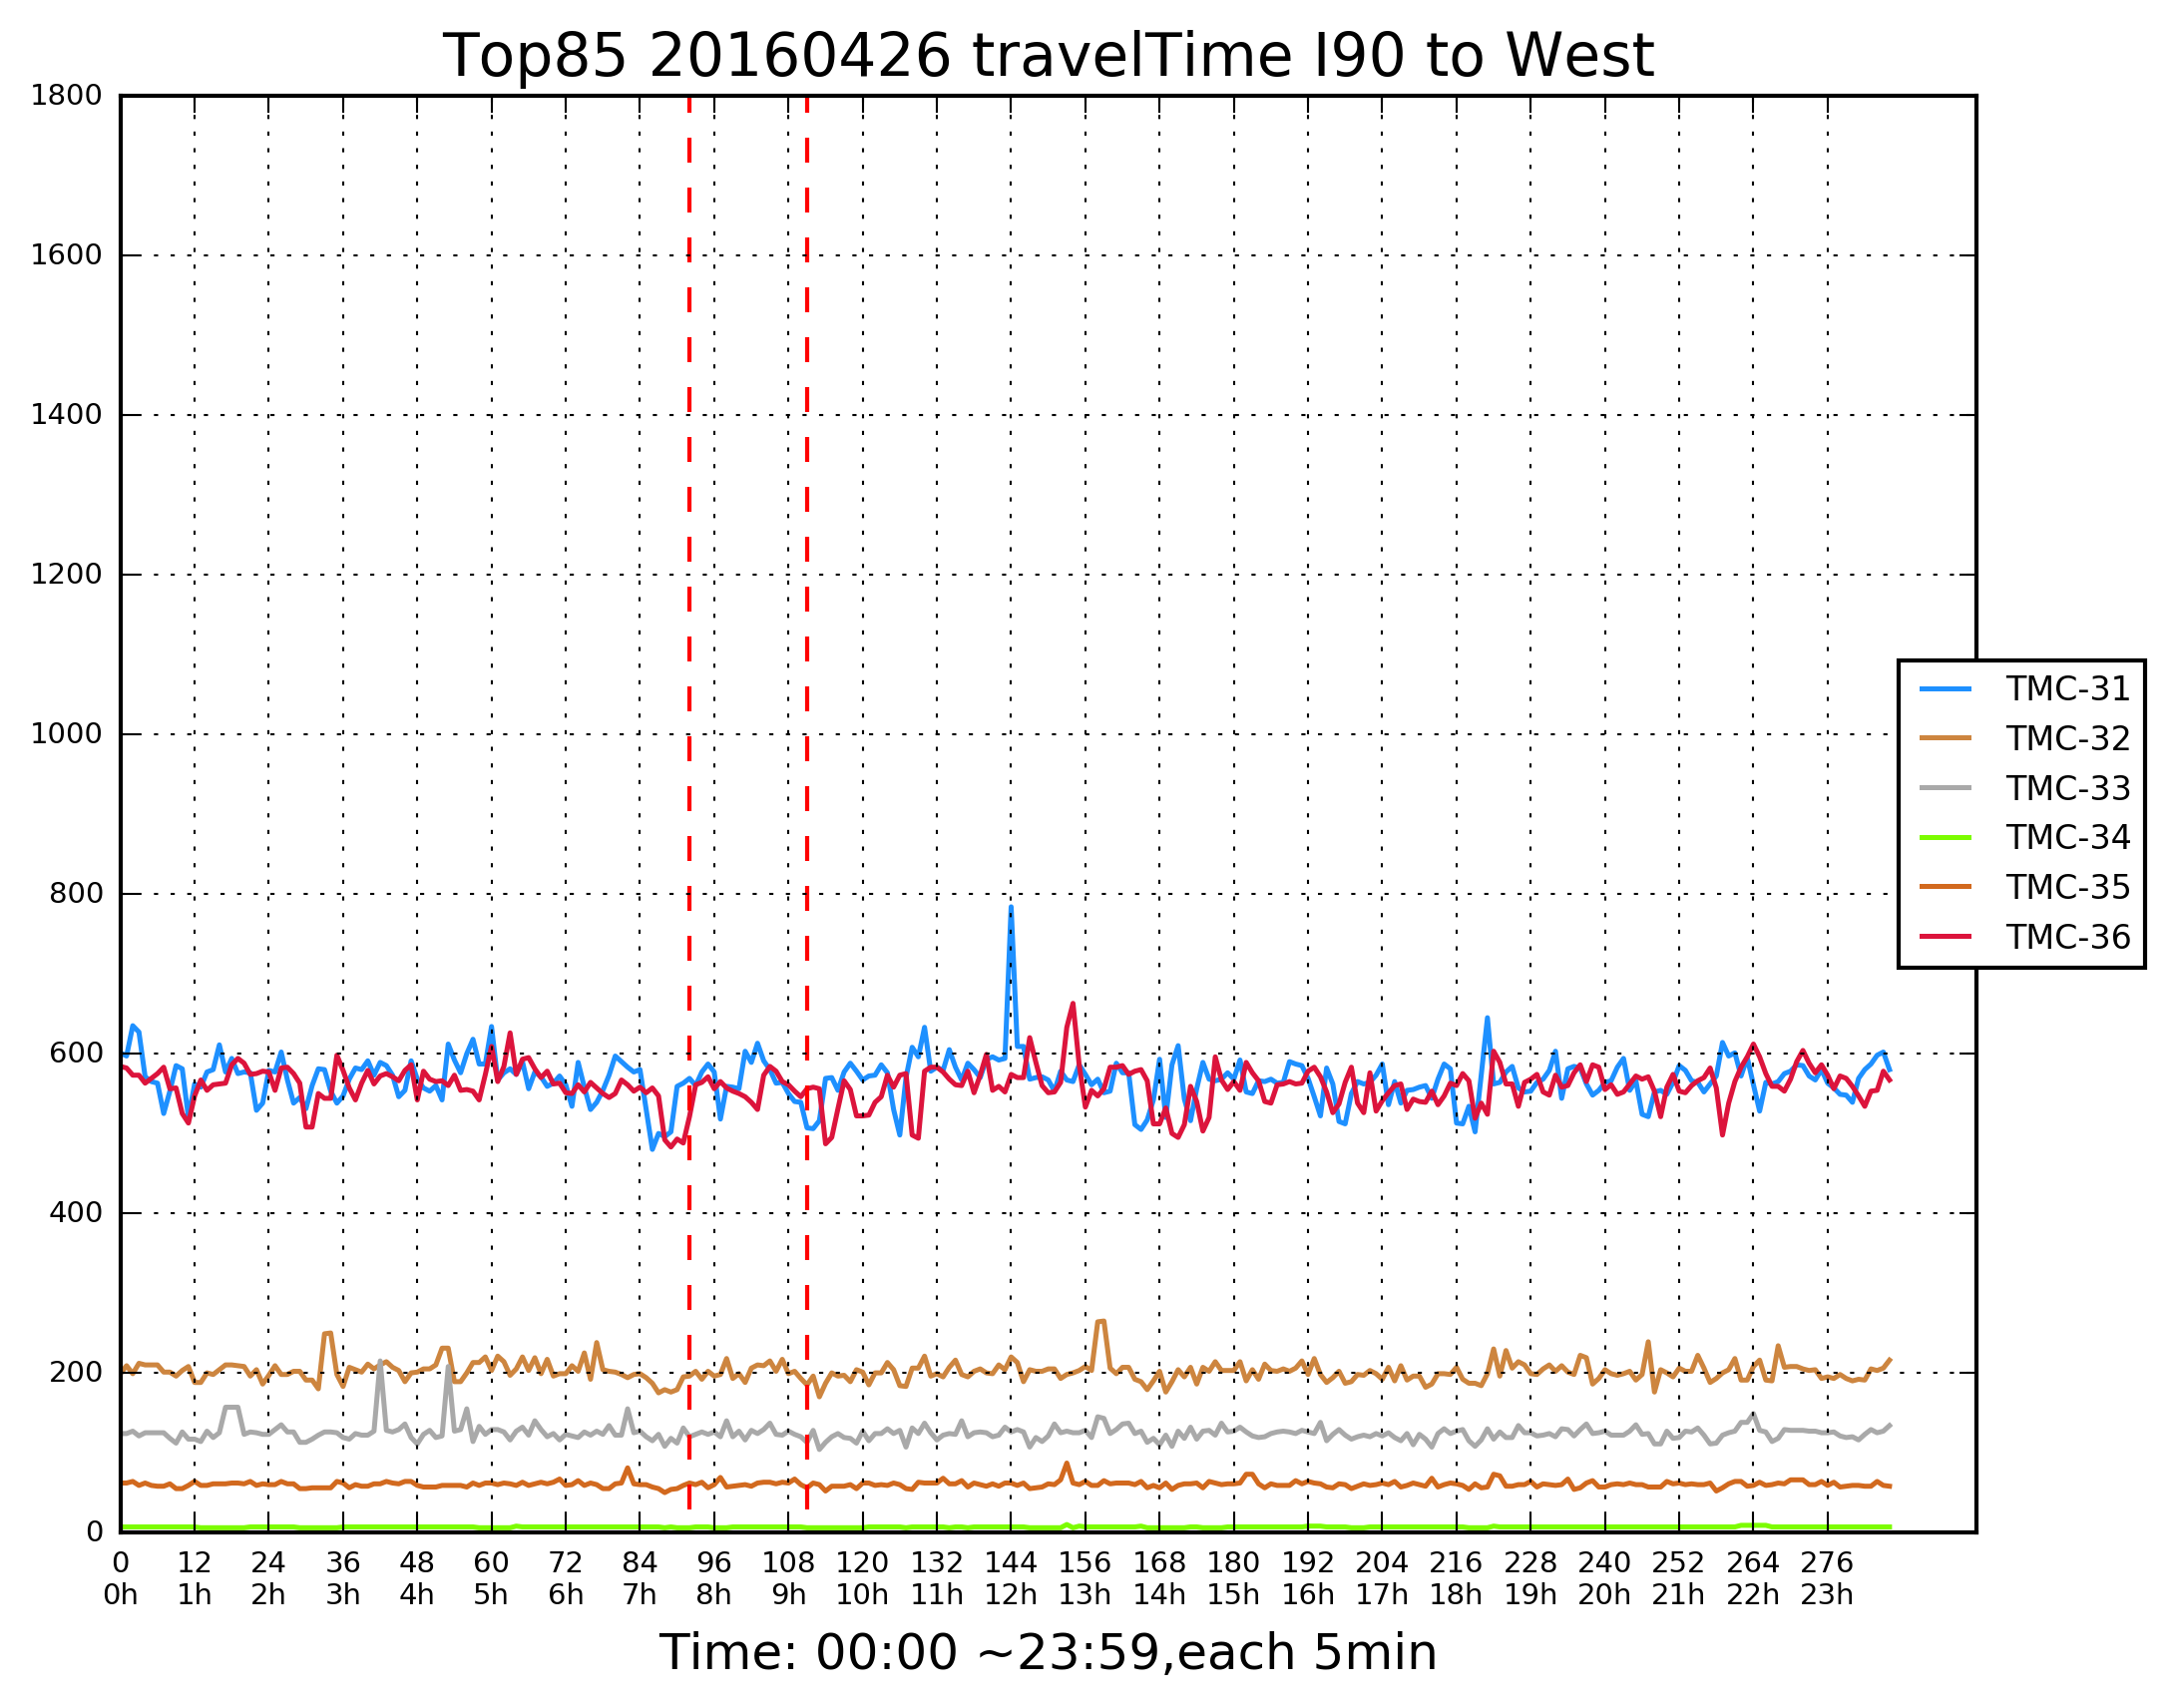 Top85 20160426 travelTime I90 to West
1800
1600
1400
1200
1000
800
600
400
200
0
TMC-31
TMC-32
TMC-33
TMC-34
TMC-35
TMC-36
0 12 24 36 48 60 72 84 96 108 120 132 144 156 168 180 192 204 216 228 240 252 264 276
0h 1h 2h 3h 4h 5h 6h 7h 8h 9h 10h 11h 12h 13h 14h 15h 16h 17h 18h 19h 20h 21h 22h 23h
Time: 00:00 ~23:59,each 5min